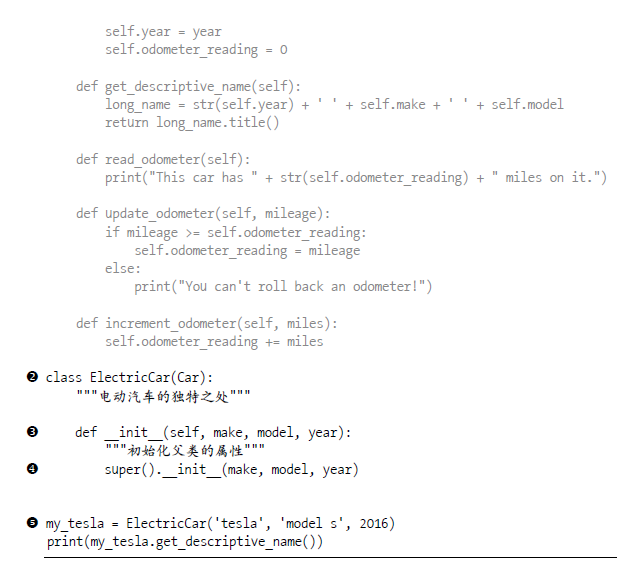 self.year = year
        self.odometer_reading = 0
    def get_descriptive_name(self):
        long_name = str(self.year) + ' ' + self.make + ' ' + self.model
        return long_name.title()
    def read_odometer(self):
        print("This car has " + str(self.odometer_reading) + " miles on it.")
    def update_odometer(self, mileage):
        if mileage >= self.odometer_reading:
            self.odometer_reading = mileage
        else:
            print("You can't roll back an odometer!")
    def increment_odometer(self, miles):
        self.odometer_reading += miles
❷ class ElectricCar(Car):
    """电动汽车的独特之处"""
❸     def __init__(self, make, model, year):
        """初始化父类的属性"""
❹         super().__init__(make, model, year)
❺ my_tesla = ElectricCar('tesla', 'model s', 2016)
print(my_tesla.get_descriptive_name())